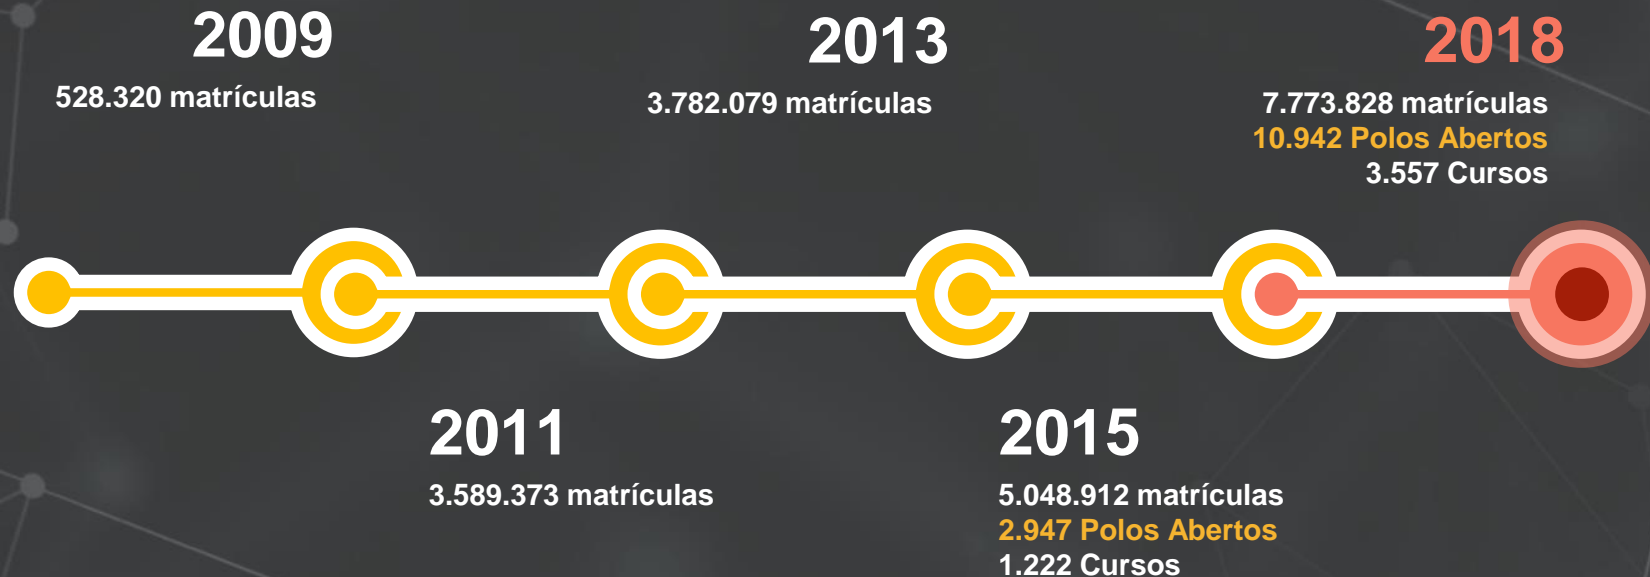 2009
528.320 matrículas
2011
3.589.373 matrículas
2013
3.782.079 matrículas
2015
5.048.912 matrículas
2.947 Polos Abertos
1.222 Cursos
2018
7.773.828 matrículas
10.942 Polos Abertos
3.557 Cursos